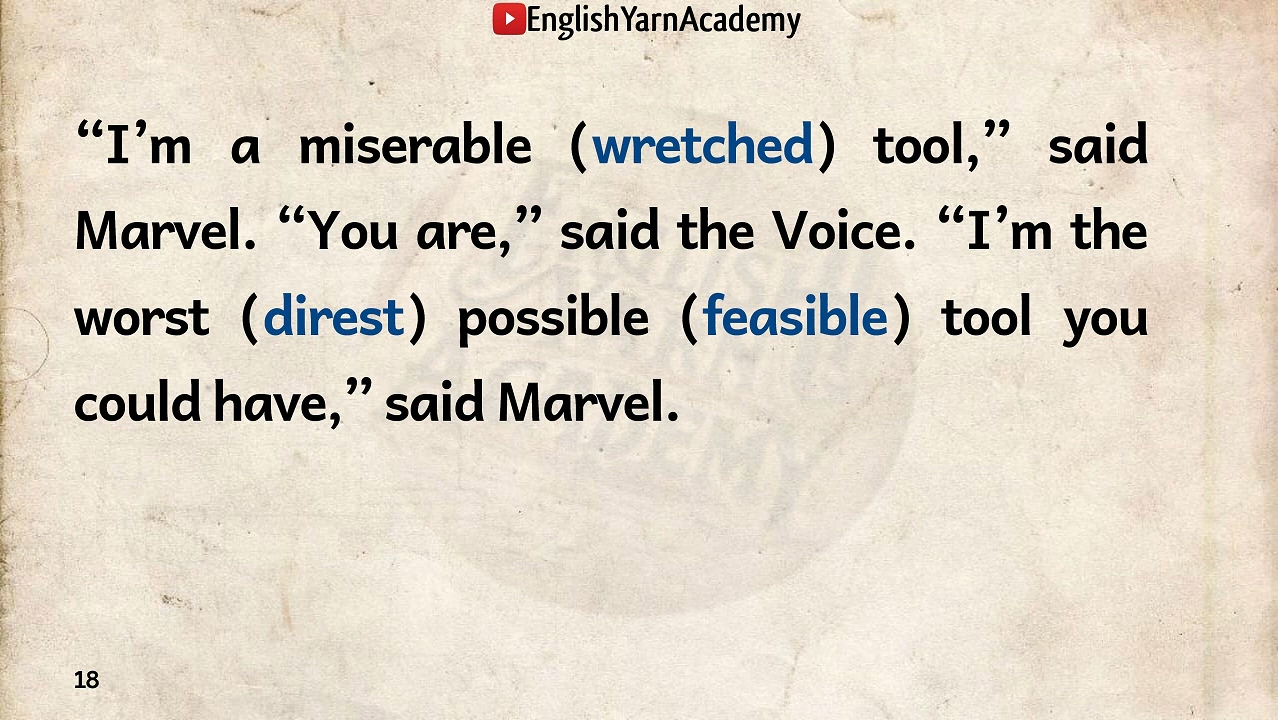 EnglishYarnAcademy
“I’m a miserable (wretched) tool,” said
Marvel. “You are,” said the Voice. “I’m the
worst (direst) possible (feasible) tool you
could have,” said Marvel.
18